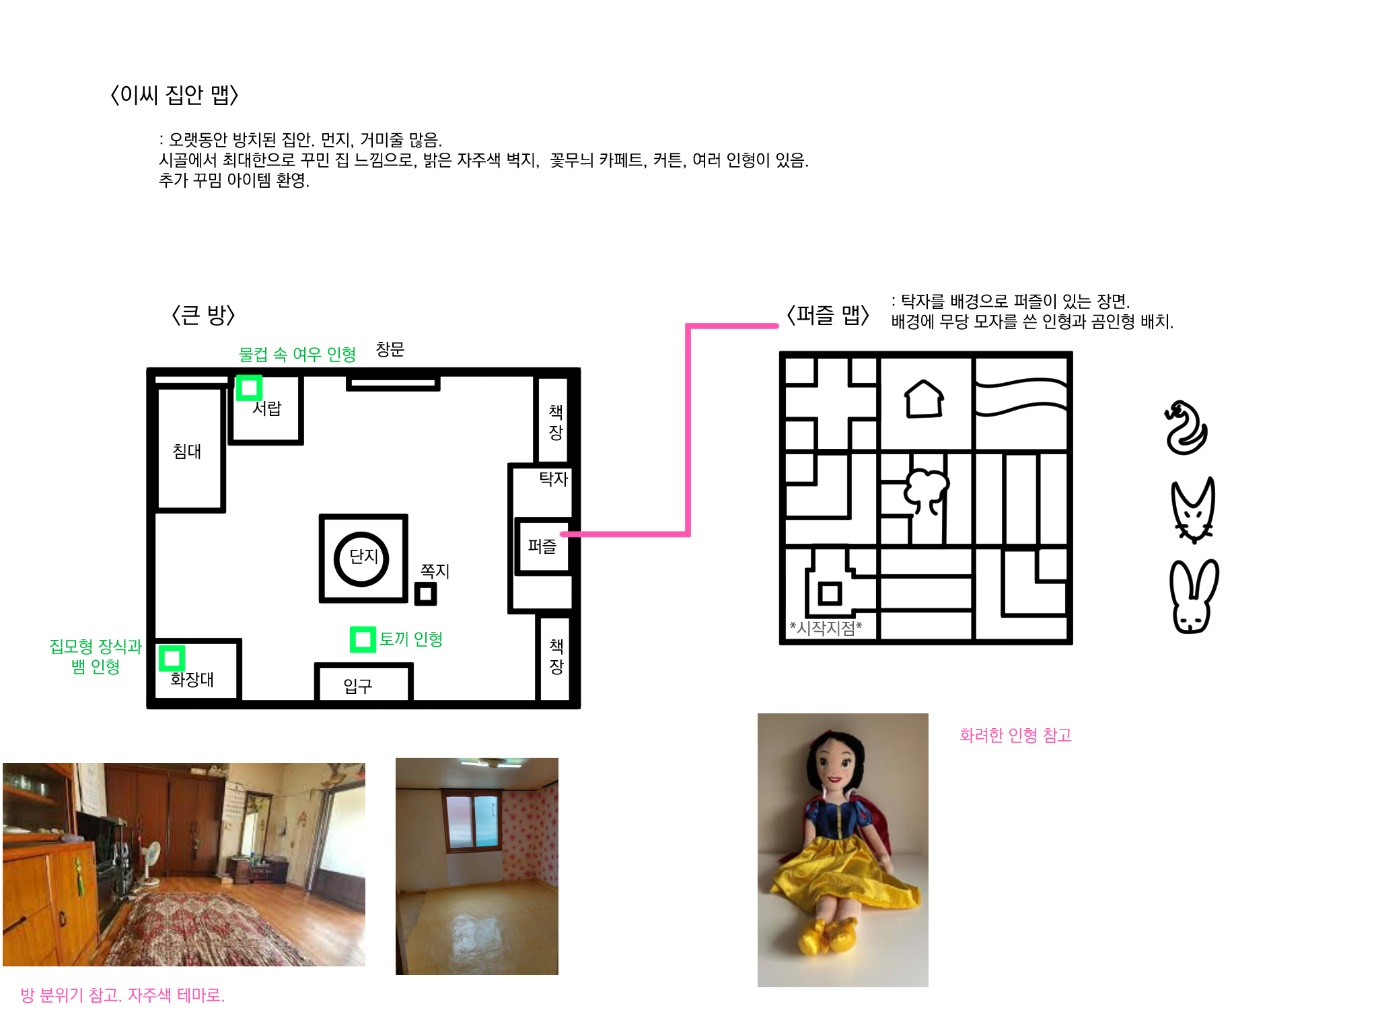 <이씨 집안 맵>
: 오랫동안 방치된 집안. 먼지, 거미줄 많음.
시골에서 최대한으로 꾸민 집 느낌으로, 밝은 자주색 벽지, 꽃무늬 카페트, 커튼, 여러 인형이 있음.
추가 꾸밈 아이템 환영.
<큰 방>
물컵 속 여우 인형
창문
서랍
침대
책
장
탁자
퍼즐
단지
쪽지
토끼 인형
집모형 장식과
뱀 인형
화장대
입구
책
장
<퍼즐 맵>
: 탁자를 배경으로 퍼즐이 있는 장면.
배경에 무당 모자를 쓴 인형과 곰인형 배치.
*시작지점*
화려한 인형 참고
방 분위기 참고. 자주색 테마로.